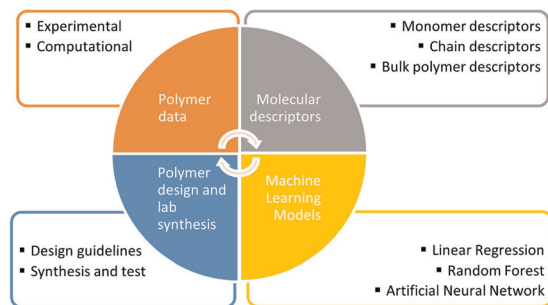 ▪ Experimental
▪ Computational
▪ Monomer descriptors
▪ Chain descriptors
▪ Bulk polymer descriptors
Polymer
data
Molecular
descriptors
Polymer
design and
lab
synthesis
Machine
Learning
Models
▪ Design guidelines
▪ Synthesis and test
▪ Linear Regression
▪ Random Forest
▪ Artificial Neural Network